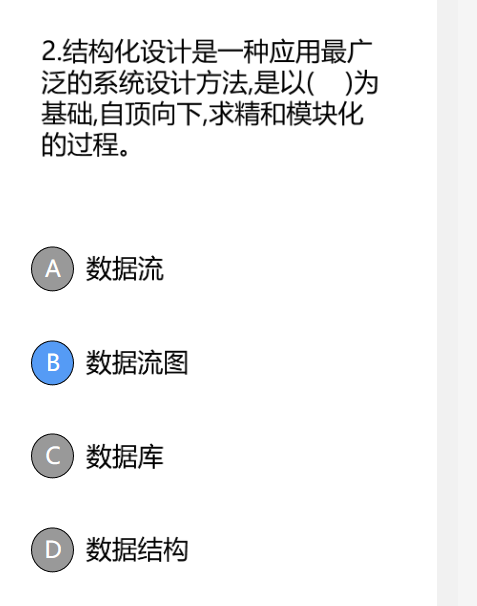 2.结构化设计是一种应用最广
泛的系统设计方法,是以(    )为
基础,自顶向下,求精和模块化
的过程。
A 数据流
B 数据流图
C 数据库
D 数据结构